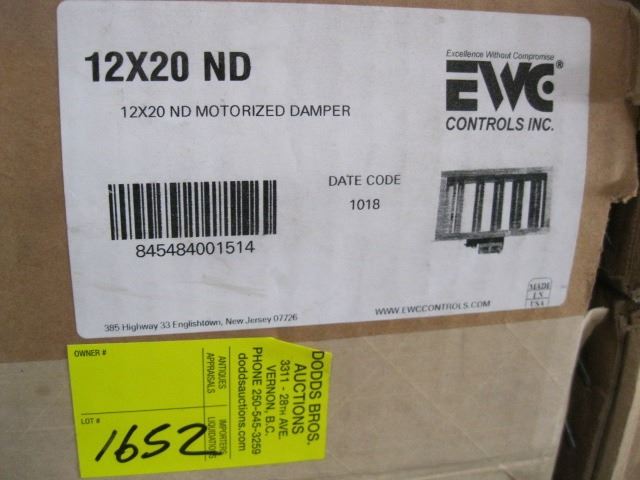 12X20 ND
12X20 ND MOTORIZED DAMPER
Excellence Without Compromise
EWC®
CONTROLS INC.
DATE CODE
1018
845484001514
MADE
IN
USA
385 Highway 33 Englishtown, New Jersey 07726
WWW.EWCCONTROLS.COM
OWNER #
LOT #
1652
ANTIQUES
APPRAISALS
IMPORTERS
LIQUIDATIONS
DODDS BROS.
AUCTIONS
3311 - 28TH AVE.
VERNON, B.C.
PHONE 250-545-3259
doddsauctions.com